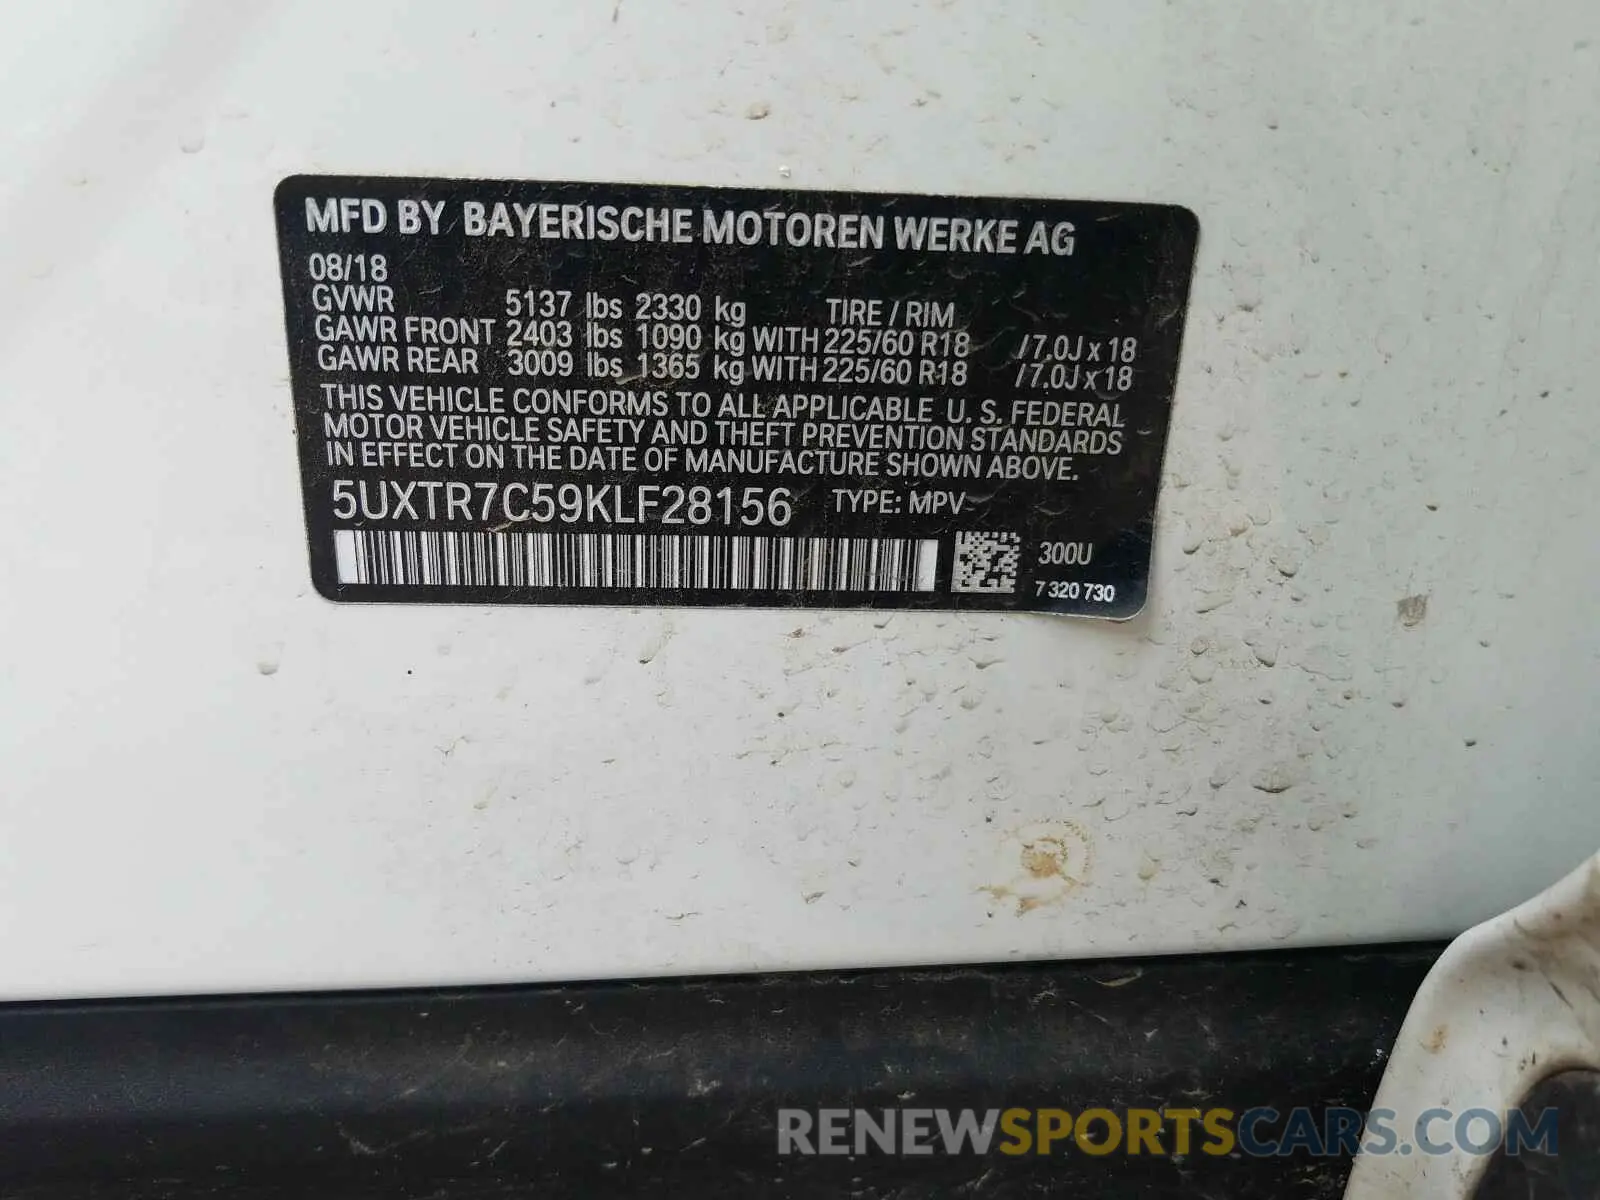 MFD BY BAYERISCHE MOTOREN WERKE AG
08/18
GVWR 5137 lbs 2330 kg TIRE / RIM
GAWR FRONT 2403 lbs 1090 kg WITH 225/60 R18 /7.0J x 18
GAWR REAR 3009 lbs 1365 kg WITH 225/60 R18 /7.0J x 18
THIS VEHICLE CONFORMS TO ALL APPLICABLE U. S. FEDERAL
MOTOR VEHICLE SAFETY AND THEFT PREVENTION STANDARDS
IN EFFECT ON THE DATE OF MANUFACTURE SHOWN ABOVE.
5UXTR7C59KLF28156 TYPE: MPV
300U
7 320 730
RENEWSPORTSCARS.COM